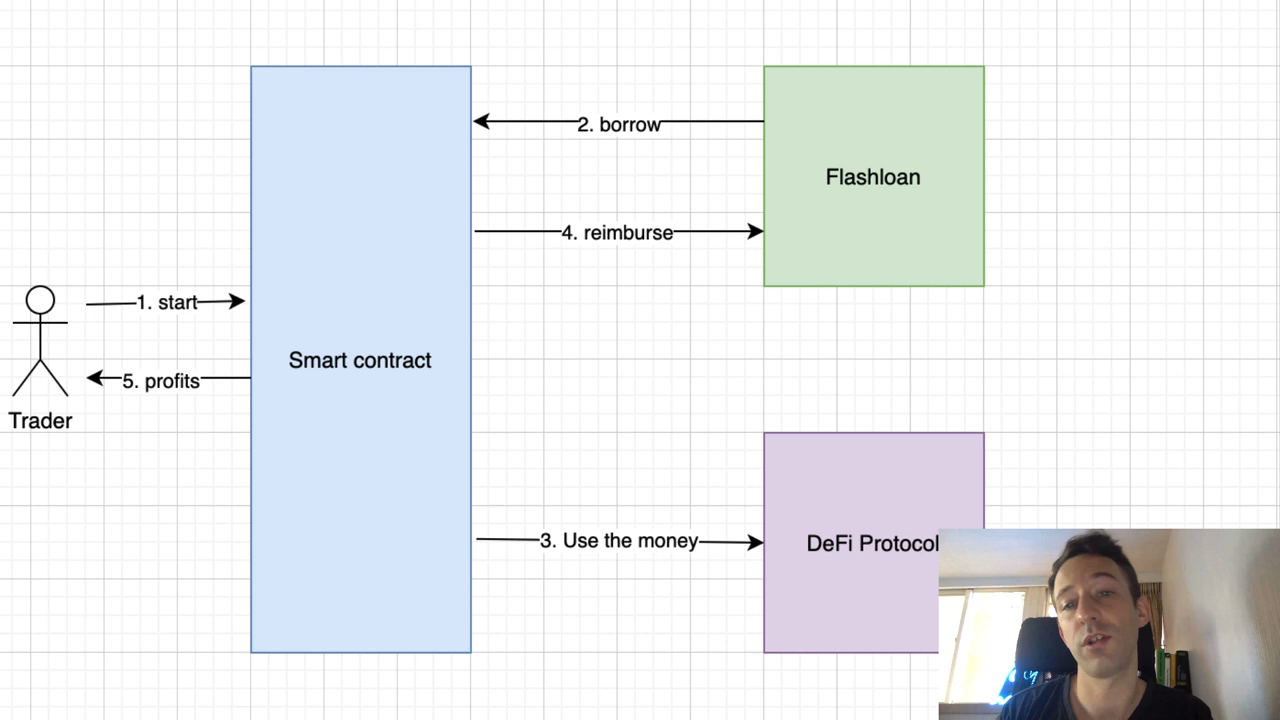 2. borrow
Flashloan
4. reimburse
1. start
Smart contract
5. profits
Trader
3. Use the money
DeFi Protocol